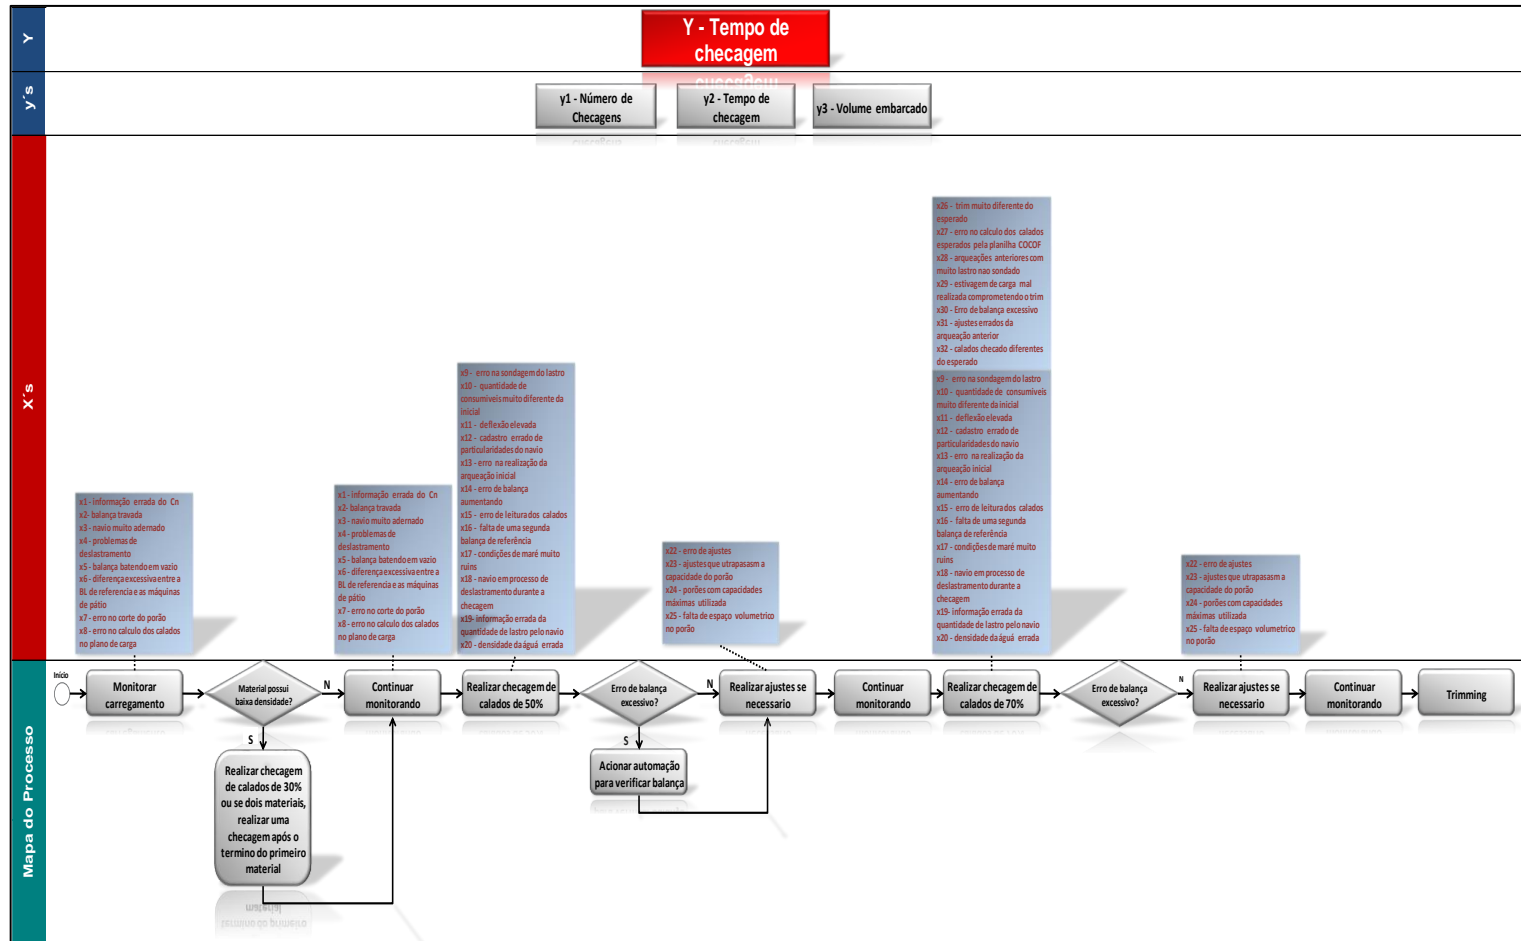 Y
Y - Tempo de
checagem
y´s
y1 - Número de
Checagens
y2 - Tempo de
checagem
y3 - Volume embarcado
X´s
x26 - trim muito diferente do
esperado
x27 - erro no calculo dos calados
esperados pela planilha COCOF
x28 - arqueações anteriores com
muito lastro nao sondado
x29 - estivagem de carga mal
realizada comprometendo o trim
x30 - Erro de balança excessivo
x31 - ajustes errados da
arqueação anterior
x32 - calados checado diferentes
do esperado
x1 - informação errada do Cn
x2- balança travada
x3 - navio muito adernado
x4 - problemas de
deslastramento
x5 - balança batendo em vazio
x6 - diferença excessiva entre a
BL de referencia e as máquinas
de pátio
x7 - erro no corte do porão
x8 - erro no calculo dos calados
no plano de carga
x1 - informação errada do Cn
x2- balança travada
x3 - navio muito adernado
x4 - problemas de
deslastramento
x5 - balança batendo em vazio
x6 - diferença excessiva entre a
BL de referencia e as máquinas
de pátio
x7 - erro no corte do porão
x8 - erro no calculo dos calados
no plano de carga
x9 - erro na sondagem do lastro
x10 - quantidade de
consumiveis muito diferente da
inicial
x11 - deflexão elevada
x12 - cadastro errado de
particularidades do navio
x13 - erro na realização da
arqueação inicial
x14 - erro de balança
aumentando
x15 - erro de leitura dos calados
x16 - falta de uma segunda
balança de referência
x17 - condições de maré muito
ruins
x18 - navio em processo de
deslastramento durante a
checagem
x19- informação errada da
quantidade de lastro pelo navio
x20 - densidade da águá errada
x22 - erro de ajustes
x23 - ajustes que utrapasasm a
capacidade do porão
x24 - porões com capacidades
máximas utilizada
x25 - falta de espaço volumetrico
no porão
x9 - erro na sondagem do lastro
x10 - quantidade de consumiveis
muito diferente da inicial
x11 - deflexão elevada
x12 - cadastro errado de
particularidades do navio
x13 - erro na realização da
arqueação inicial
x14 - erro de balança
aumentando
x15 - erro de leitura dos calados
x16 - falta de uma segunda
balança de referência
x17 - condições de maré muito
ruins
x18 - navio em processo de
deslastramento durante a
checagem
x19- informação errada da
quantidade de lastro pelo navio
x20 - densidade da águá errada
x22 - erro de ajustes
x23 - ajustes que utrapasasm a
capacidade do porão
x24 - porões com capacidades
máximas utilizada
x25 - falta de espaço volumetrico
no porão
Mapa do Processo
Início
Monitorar
carregamento
Material possui
baixa densidade?
N
Continuar
monitorando
Realizar checagem de
calados de 50%
Erro de balança
excessivo?
N
Realizar ajustes se
necessario
Continuar
monitorando
Realizar checagem de
calados de 70%
Erro de balança
excessivo?
N
Realizar ajustes se
necessario
Continuar
monitorando
Trimming
S
Realizar checagem
de calados de 30%
ou se dois materiais,
realizar uma
checagem após o
termino do primeiro
material
S
Acionar automação
para verificar balança